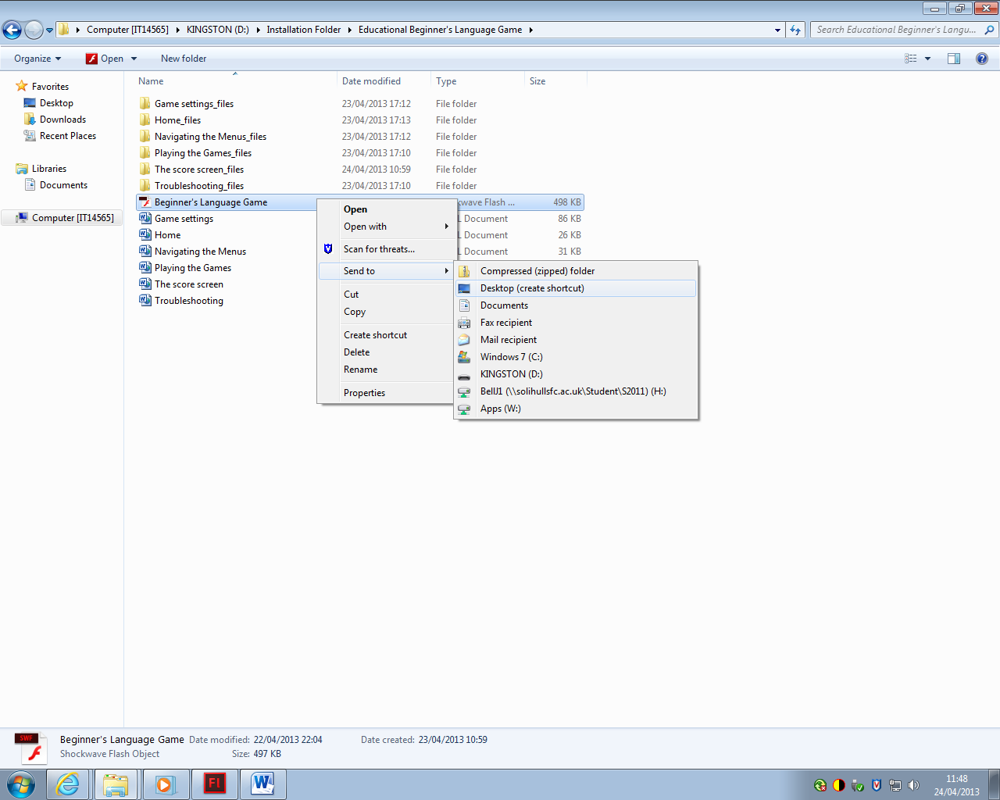 Computer [IT14565] KINGSTON (D:) Installation Folder Educational Beginner's Language Game Search Educational Beginner's Langu...
Organize Open New folder
Favorites
Desktop
Downloads
Recent Places
Libraries
Documents
Computer [IT14565]
Name Date modified Type Size
Game settings_files 23/04/2013 17:12 File folder
Home_files 23/04/2013 17:13 File folder
Navigating the Menus_files 23/04/2013 17:12 File folder
Playing the Games_files 23/04/2013 17:10 File folder
The score screen_files 24/04/2013 10:59 File folder
Troubleshooting_files 23/04/2013 17:10 File folder
Beginner's Language Game kwave Flash ... 498 KB
Game settings L Document 86 KB
Home L Document 26 KB
Navigating the Menus L Document 31 KB
Playing the Games
The score screen
Troubleshooting
Open
Open with
Scan for threats...
Send to
Cut
Copy
Create shortcut
Delete
Rename
Properties
Compressed (zipped) folder
Desktop (create shortcut)
Documents
Fax recipient
Mail recipient
Windows 7 (C:)
KINGSTON (D:)
BellJ1 (\\solihullsfc.ac.uk\Student\S2011) (H:)
Apps (W:)
SWF
Beginner's Language Game Date modified: 22/04/2013 22:04 Date created: 23/04/2013 10:59
Shockwave Flash Object Size: 497 KB
Fl
W
11:48
24/04/2013